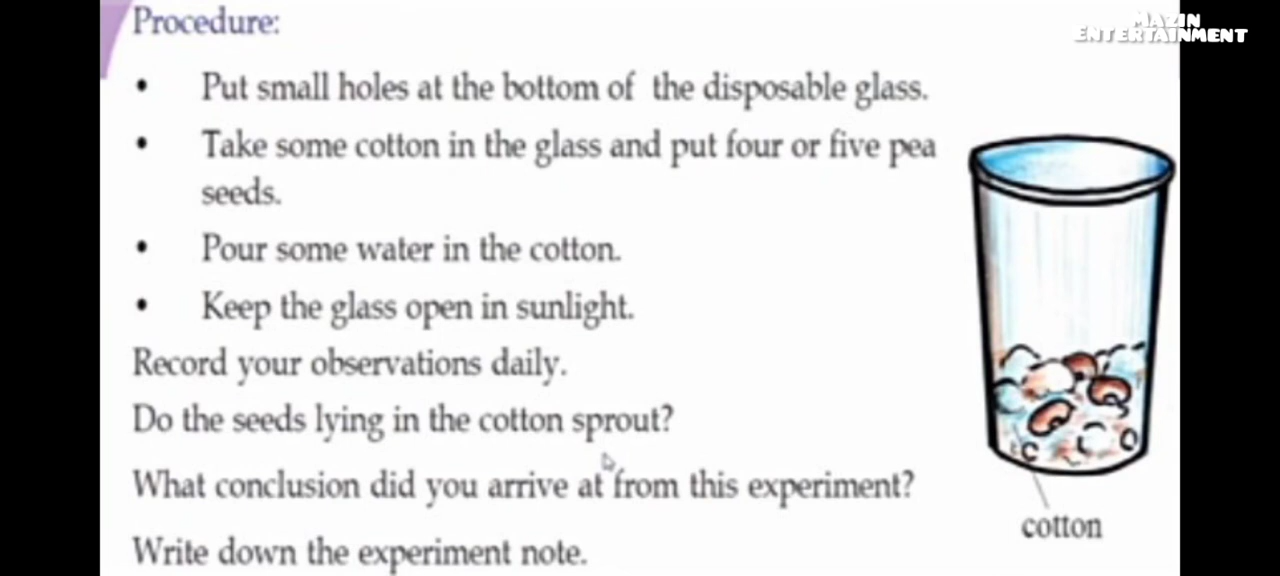 Procedure:
MAZIN
ENTERTAINMENT
• Put small holes at the bottom of the disposable glass.
• Take some cotton in the glass and put four or five pea
seeds.
• Pour some water in the cotton.
• Keep the glass open in sunlight.
Record your observations daily.
Do the seeds lying in the cotton sprout?
What conclusion did you arrive at from this experiment?
cotton
Write down the experiment note.